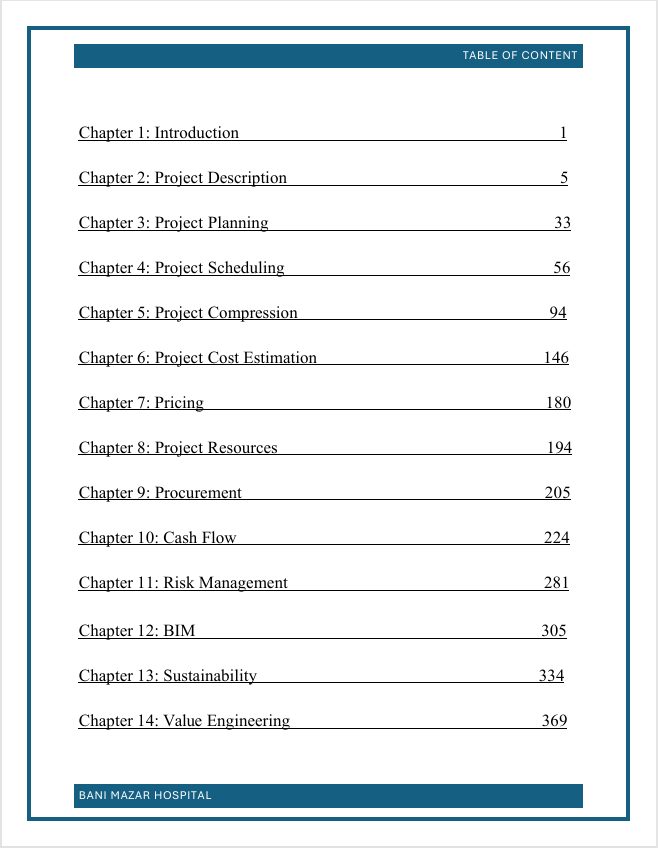 TABLE OF CONTENT
Chapter 1: Introduction 1
Chapter 2: Project Description 5
Chapter 3: Project Planning 33
Chapter 4: Project Scheduling 56
Chapter 5: Project Compression 94
Chapter 6: Project Cost Estimation 146
Chapter 7: Pricing 180
Chapter 8: Project Resources 194
Chapter 9: Procurement 205
Chapter 10: Cash Flow 224
Chapter 11: Risk Management 281
Chapter 12: BIM 305
Chapter 13: Sustainability 334
Chapter 14: Value Engineering 369
BANI MAZAR HOSPITAL